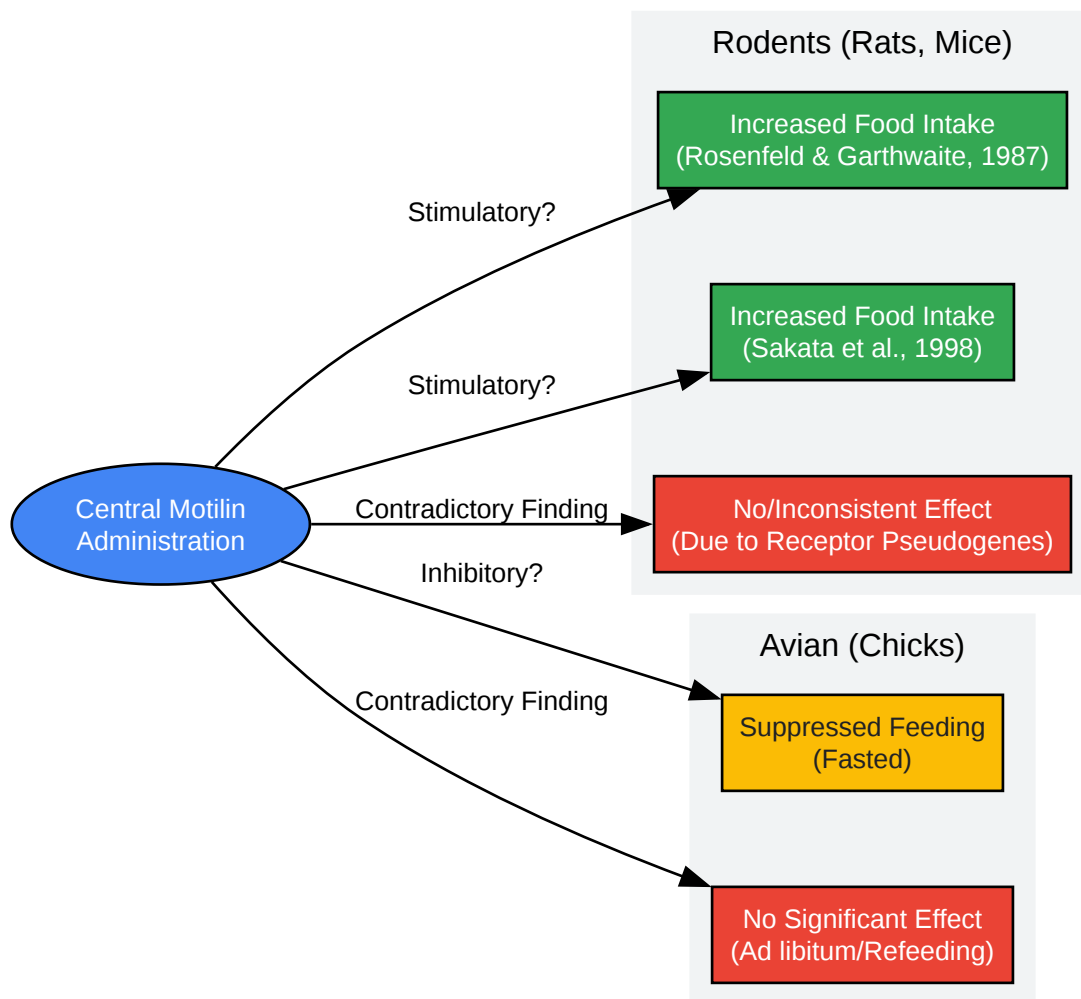 Rodents (Rats, Mice)
Increased Food Intake
(Rosenfeld & Garthwaite, 1987)
Stimulatory?
Increased Food Intake
(Sakata et al., 1998)
Stimulatory?
Central Motilin
Administration
Contradictory Finding
No/Inconsistent Effect
(Due to Receptor Pseudogenes)
Inhibitory?
Avian (Chicks)
Suppressed Feeding
(Fasted)
Contradictory Finding
No Significant Effect
(Ad libitum/Refeeding)